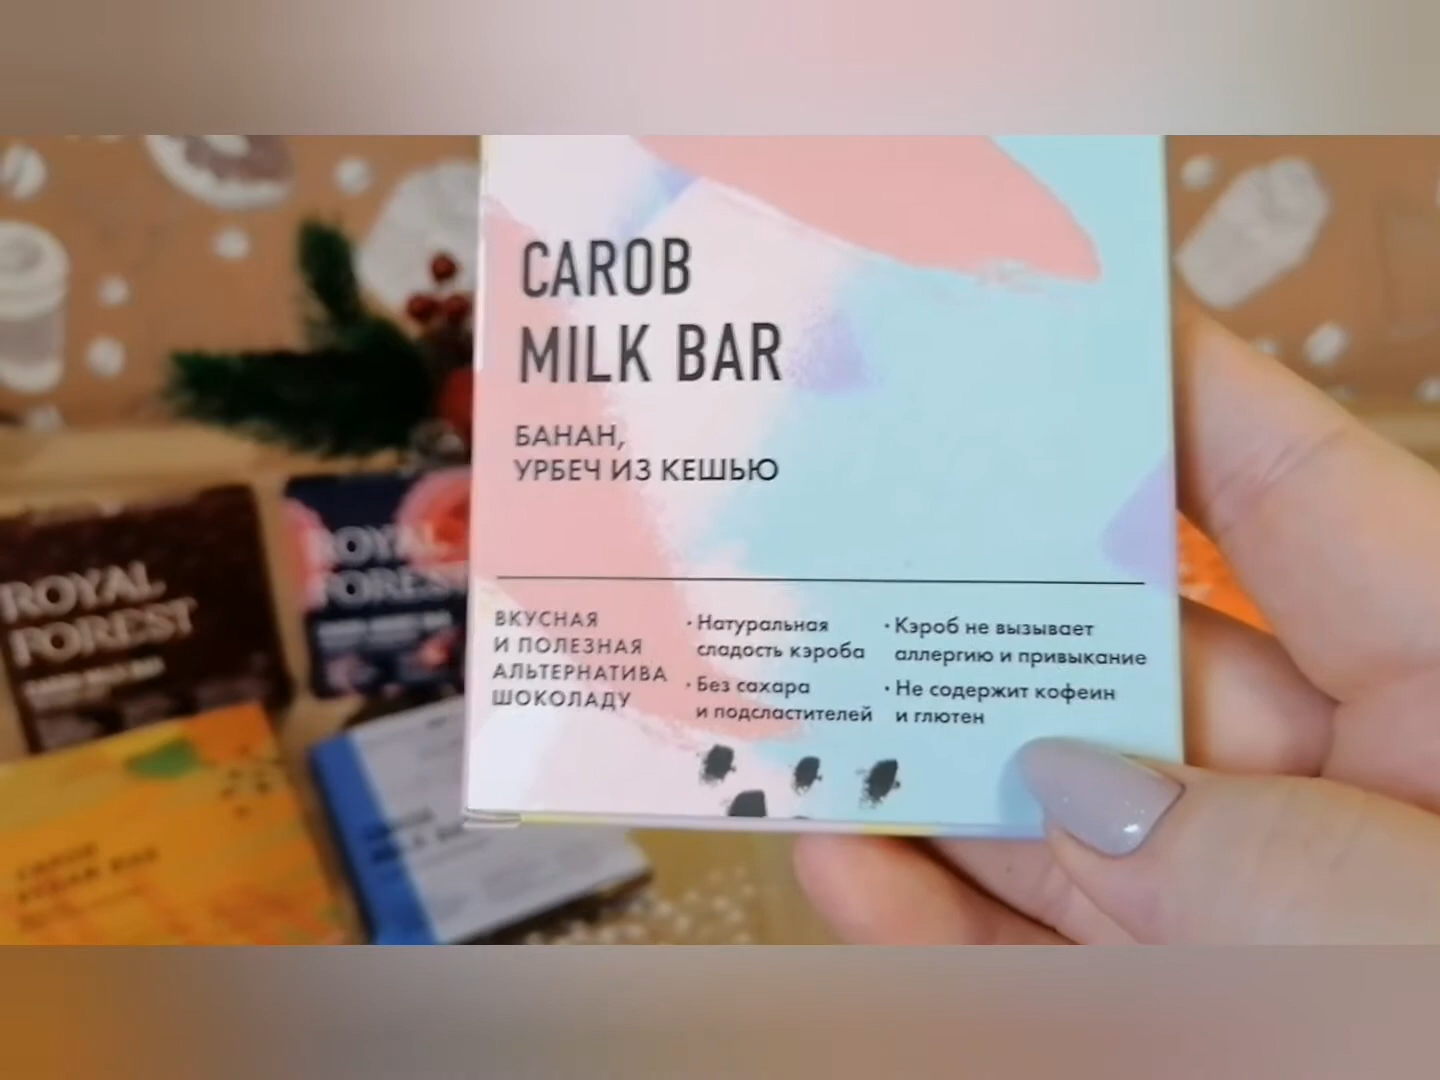 CAROB
MILK BAR
БАНАН,
УРБЕЧ ИЗ КЕШЬЮ
ВКУСНАЯ
И ПОЛЕЗНАЯ
АЛЬТЕРНАТИВА
ШОКОЛАДУ
· Натуральная
сладость кэроба
· Без сахара
и подсластителей
· Кэроб не вызывает
аллергию и привыкание
· Не содержит кофеин
и глютен
ROYAL
FOREST
ROYAL
FOREST